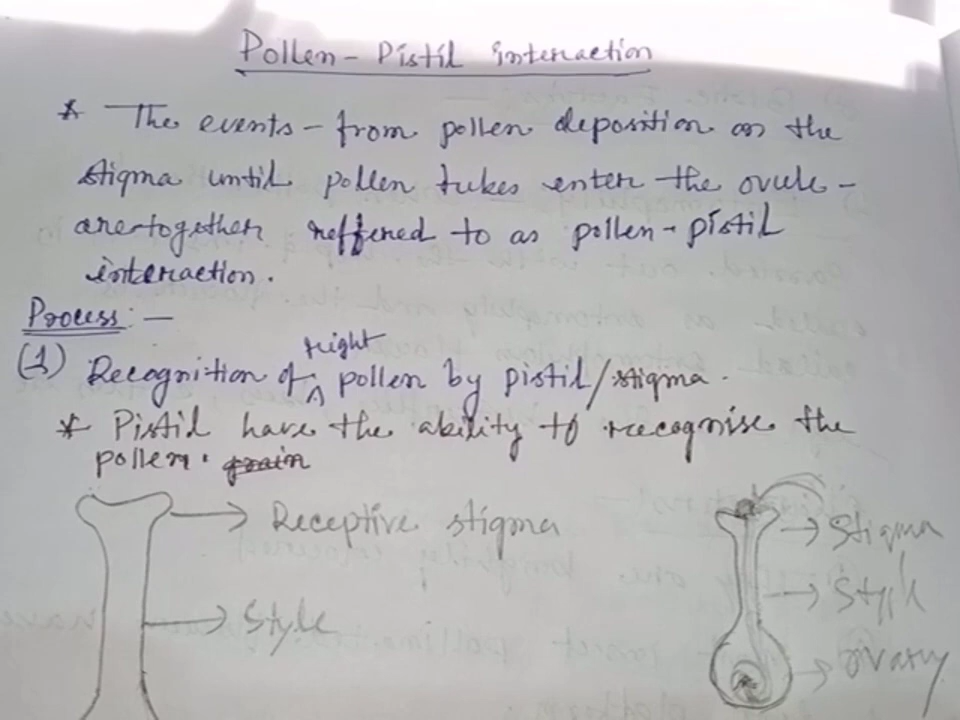 Pollen - Pistil interaction
* The events - from pollen deposition on the
stigma until pollen tubes enter the ovule -
are together reffered to as pollen - pistil
interaction.
Process : -
(1) Recognition of right pollen by pistil/stigma.
* Pistil have the ability to recognise the
pollen. grain
Receptive stigma
Style
Stigma
Style
Ovary